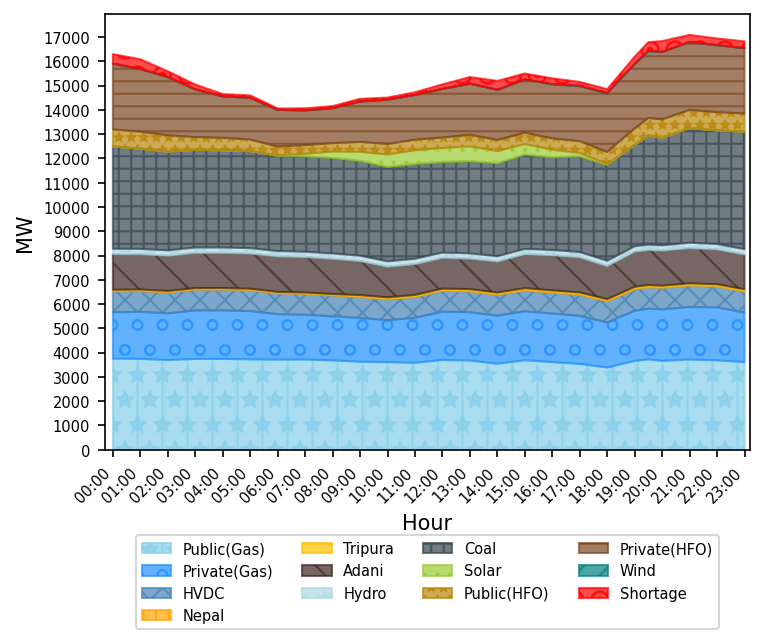 MW
17000
16000
15000
14000
13000
12000
11000
10000
9000
8000
7000
6000
5000
4000
3000
2000
1000
0
00:00 01:00 02:00 03:00 04:00 05:00 06:00 07:00 08:00 09:00 10:00 11:00 12:00 13:00 14:00 15:00 16:00 17:00 18:00 19:00 20:00 21:00 22:00 23:00
Hour
Public(Gas) Tripura Coal Private(HFO)
Private(Gas) Adani Solar Wind
HVDC Hydro Public(HFO) Shortage
Nepal